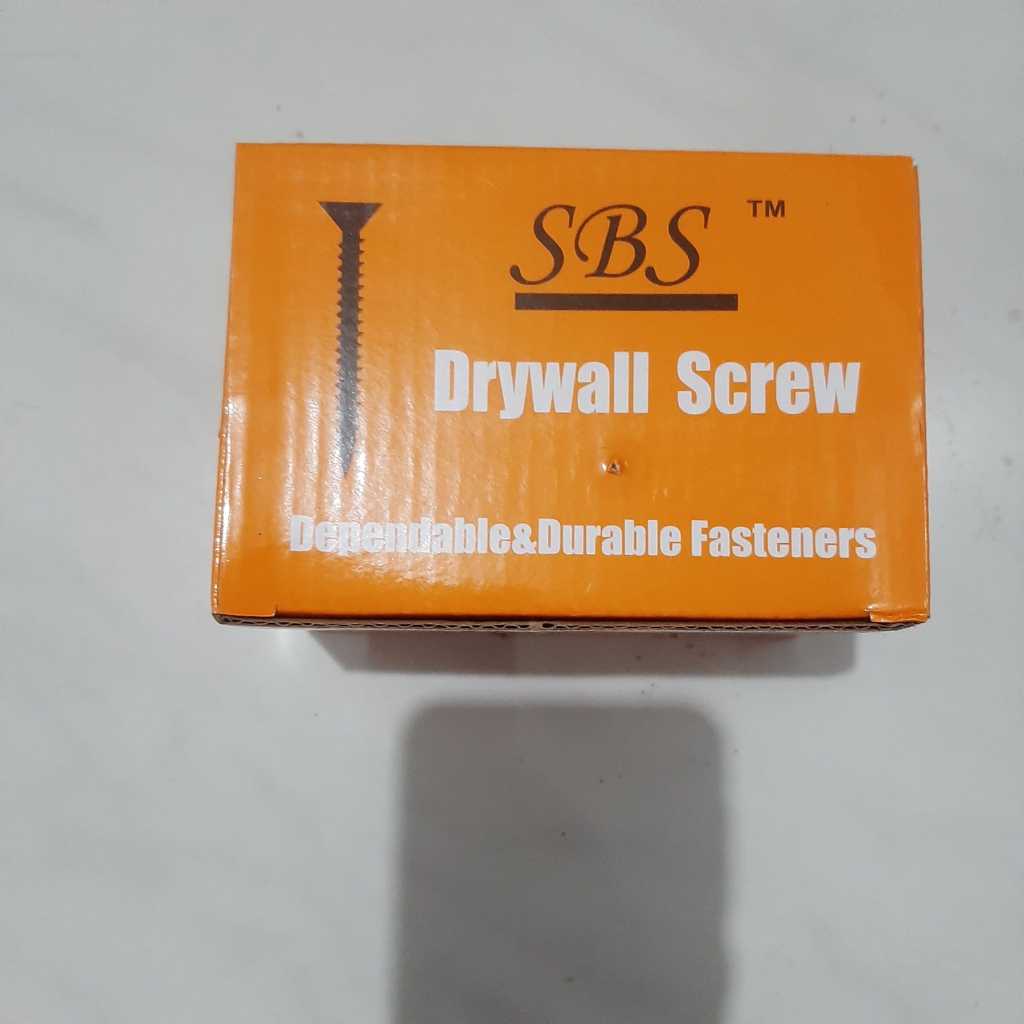 SBS ™
Drywall Screw
Dependable&Durable Fasteners